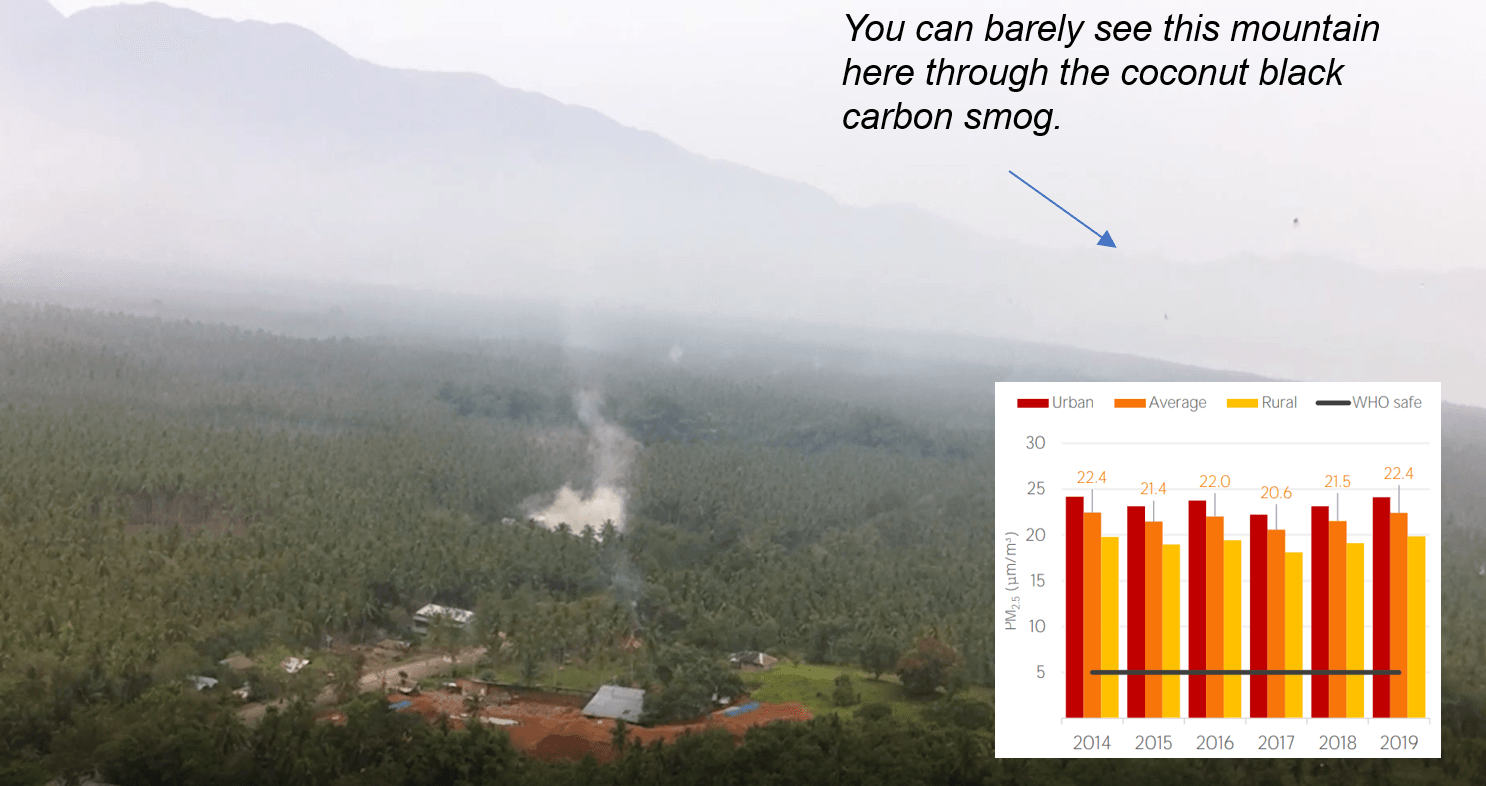 You can barely see this mountain
here through the coconut black
carbon smog.
Urban Average Rural WHO safe
30
25
20
15
10
5
PM2.5 (μm/m³)
22.4 21.4 22.0 20.6 21.5 22.4
2014 2015 2016 2017 2018 2019